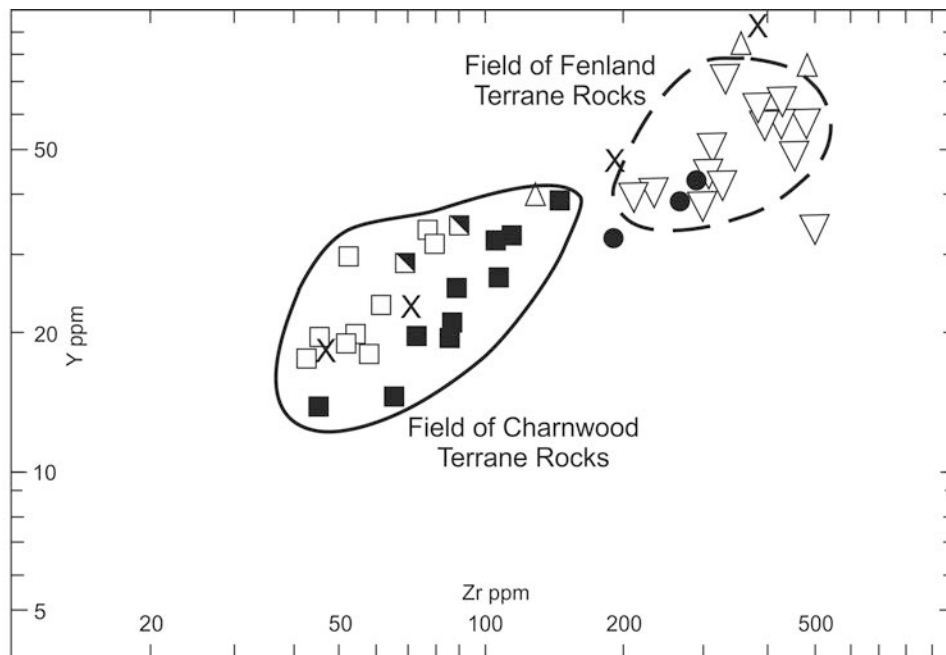 Field of Fenland
Terrane Rocks
50
20
Y ppm
Field of Charnwood
Terrane Rocks
10
5
Zr ppm
20
50
100
200
500